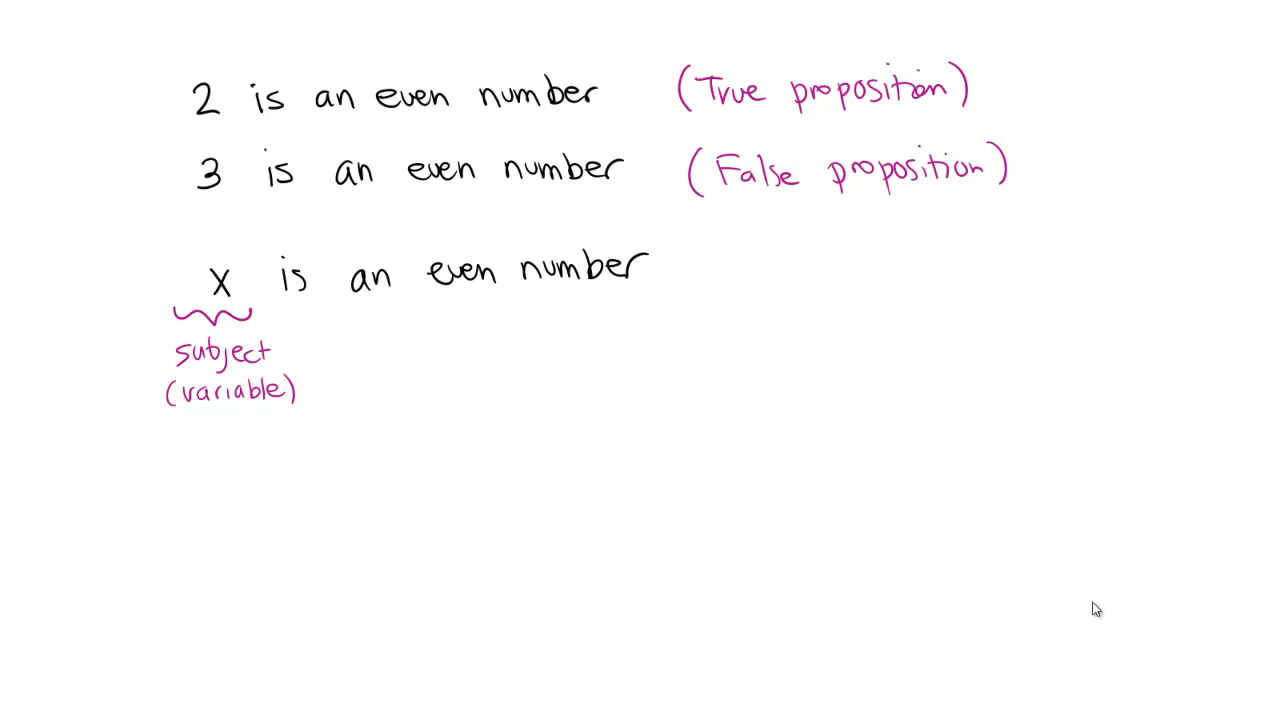 2 is an even number (True proposition)
3 is an even number (False proposition)
x is an even number
subject
(variable)